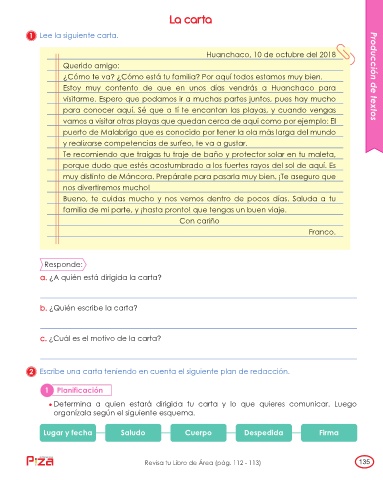 La carta
1 Lee la siguiente carta.
Huanchaco, 10 de octubre del 2018
Querido amigo:
¿Cómo te va? ¿Cómo está tu familia? Por aquí todos estamos muy bien.
Estoy muy contento de que en unos días vendrás a Huanchaco para
visitarme. Espero que podamos ir a muchas partes juntos, pues hay mucho
para conocer aquí. Sé que a ti te encantan las playas, y cuando vengas
vamos a visitar otras playas que quedan cerca de aquí como por ejemplo: El
puerto de Malabrigo que es conocido por tener la ola más larga del mundo
y realizarse competencias de surfeo, te va a gustar.
Te recomiendo que traigas tu traje de baño y protector solar en tu maleta,
porque dudo que estés acostumbrado a los fuertes rayos del sol de aquí. Es
muy distinto de Máncora. Prepárate para pasarla muy bien. ¡Te aseguro que
nos divertiremos mucho!
Bueno, te cuidas mucho y nos vemos dentro de pocos días. Saluda a tu
familia de mi parte, y ¡hasta pronto! que tengas un buen viaje.
Con cariño
Franco.
Producción de textos
Responde:
a. ¿A quién está dirigida la carta?
b. ¿Quién escribe la carta?
c. ¿Cuál es el motivo de la carta?
2 Escribe una carta teniendo en cuenta el siguiente plan de redacción.
1 Planificación
Determina a quien estará dirigida tu carta y lo que quieres comunicar. Luego
organízala según el siguiente esquema.
Lugar y fecha Saludo Cuerpo Despedida Firma
Revisa tu Libro de Área (pág. 112 - 113)
135